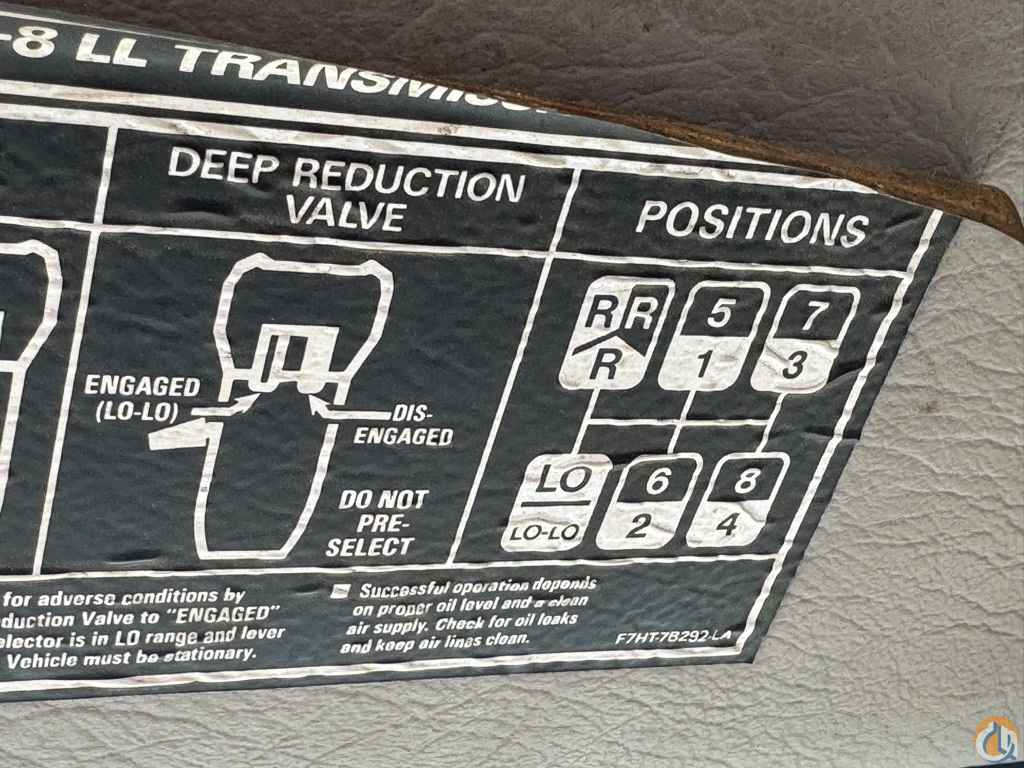 -8 LL TRANSMISS
DEEP REDUCTION
VALVE
POSITIONS
R R 5 7
R 1 3
ENGAGED
(LO-LO)
DIS-
ENGAGED
LO 6 8
LO-LO 2 4
DO NOT
PRE-
SELECT
for adverse conditions by
duction Valve to "ENGAGED"
elector is in LO range and lever
Vehicle must be stationary.
Successful operation depends
on proper oil level and a clean
air supply. Check for oil leaks
and keep air lines clean.
F7HT-7B292-LA